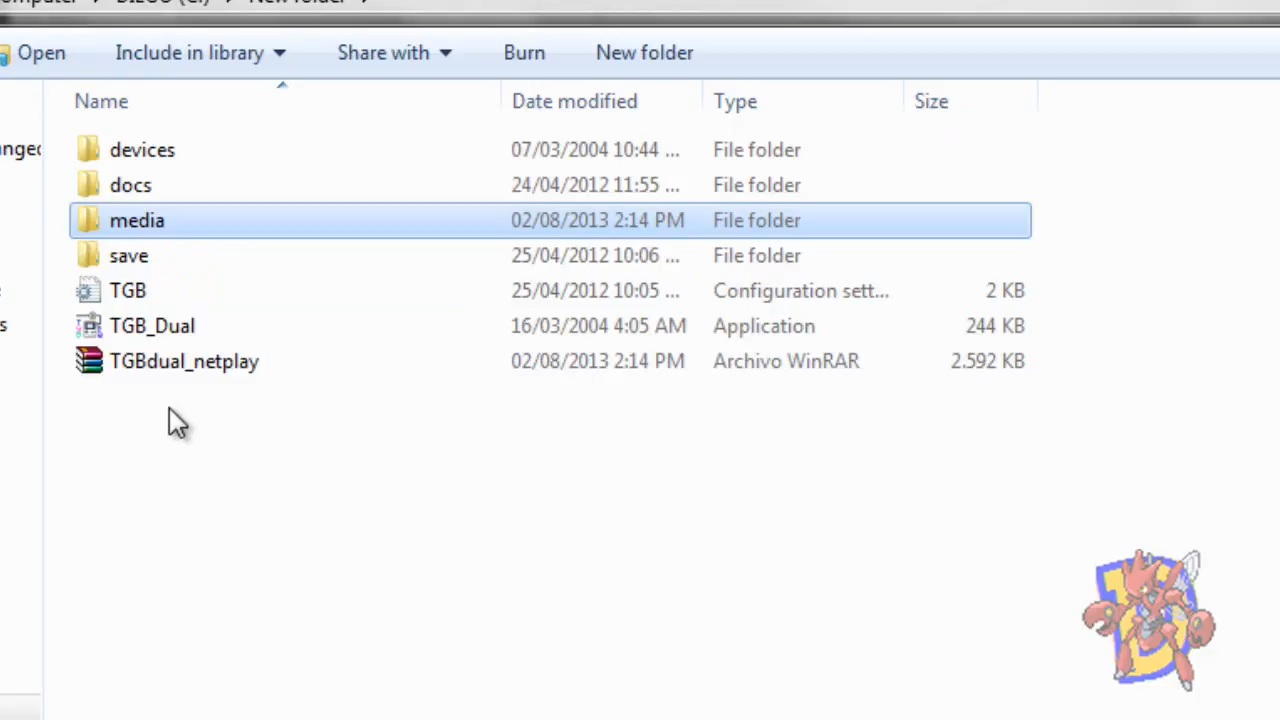 Open Include in library Share with Burn New folder
Name Date modified Type Size
devices 07/03/2004 10:44 ... File folder
docs 24/04/2012 11:55 ... File folder
media 02/08/2013 2:14 PM File folder
save 25/04/2012 10:06 ... File folder
TGB 25/04/2012 10:05 ... Configuration sett... 2 KB
TGB_Dual 16/03/2004 4:05 AM Application 244 KB
TGBdual_netplay 02/08/2013 2:14 PM Archivo WinRAR 2.592 KB